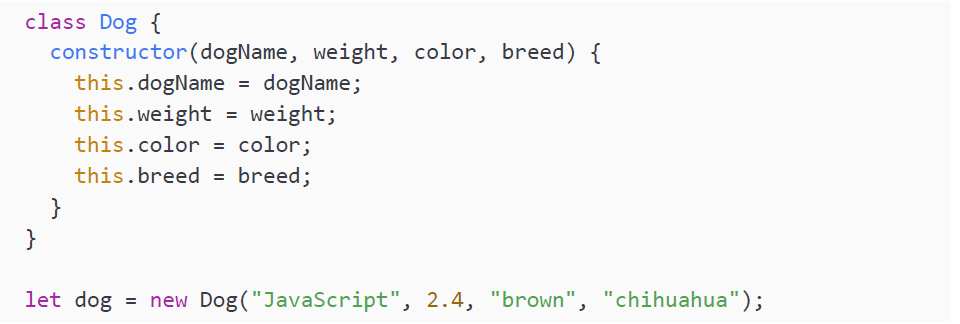 class Dog {
  constructor(dogName, weight, color, breed) {
    this.dogName = dogName;
    this.weight = weight;
    this.color = color;
    this.breed = breed;
  }
}
let dog = new Dog("JavaScript", 2.4, "brown", "chihuahua");